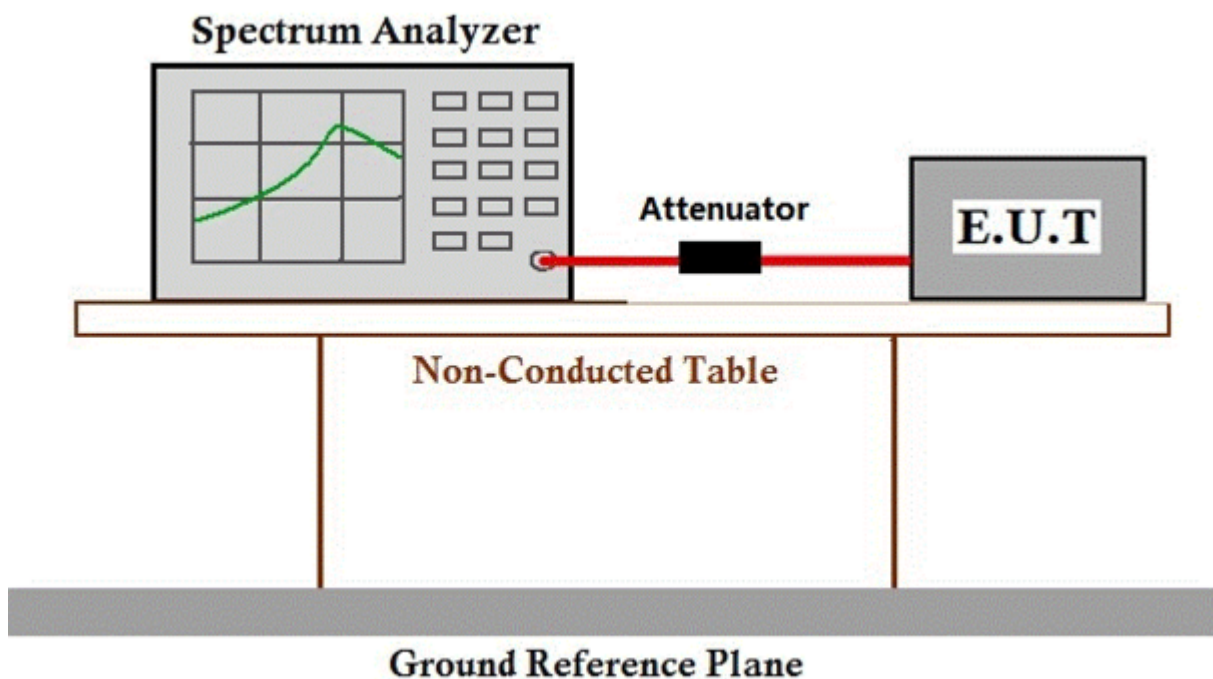 Spectrum Analyzer
Attenuator
E.U.T
Non-Conducted Table
Ground Reference Plane